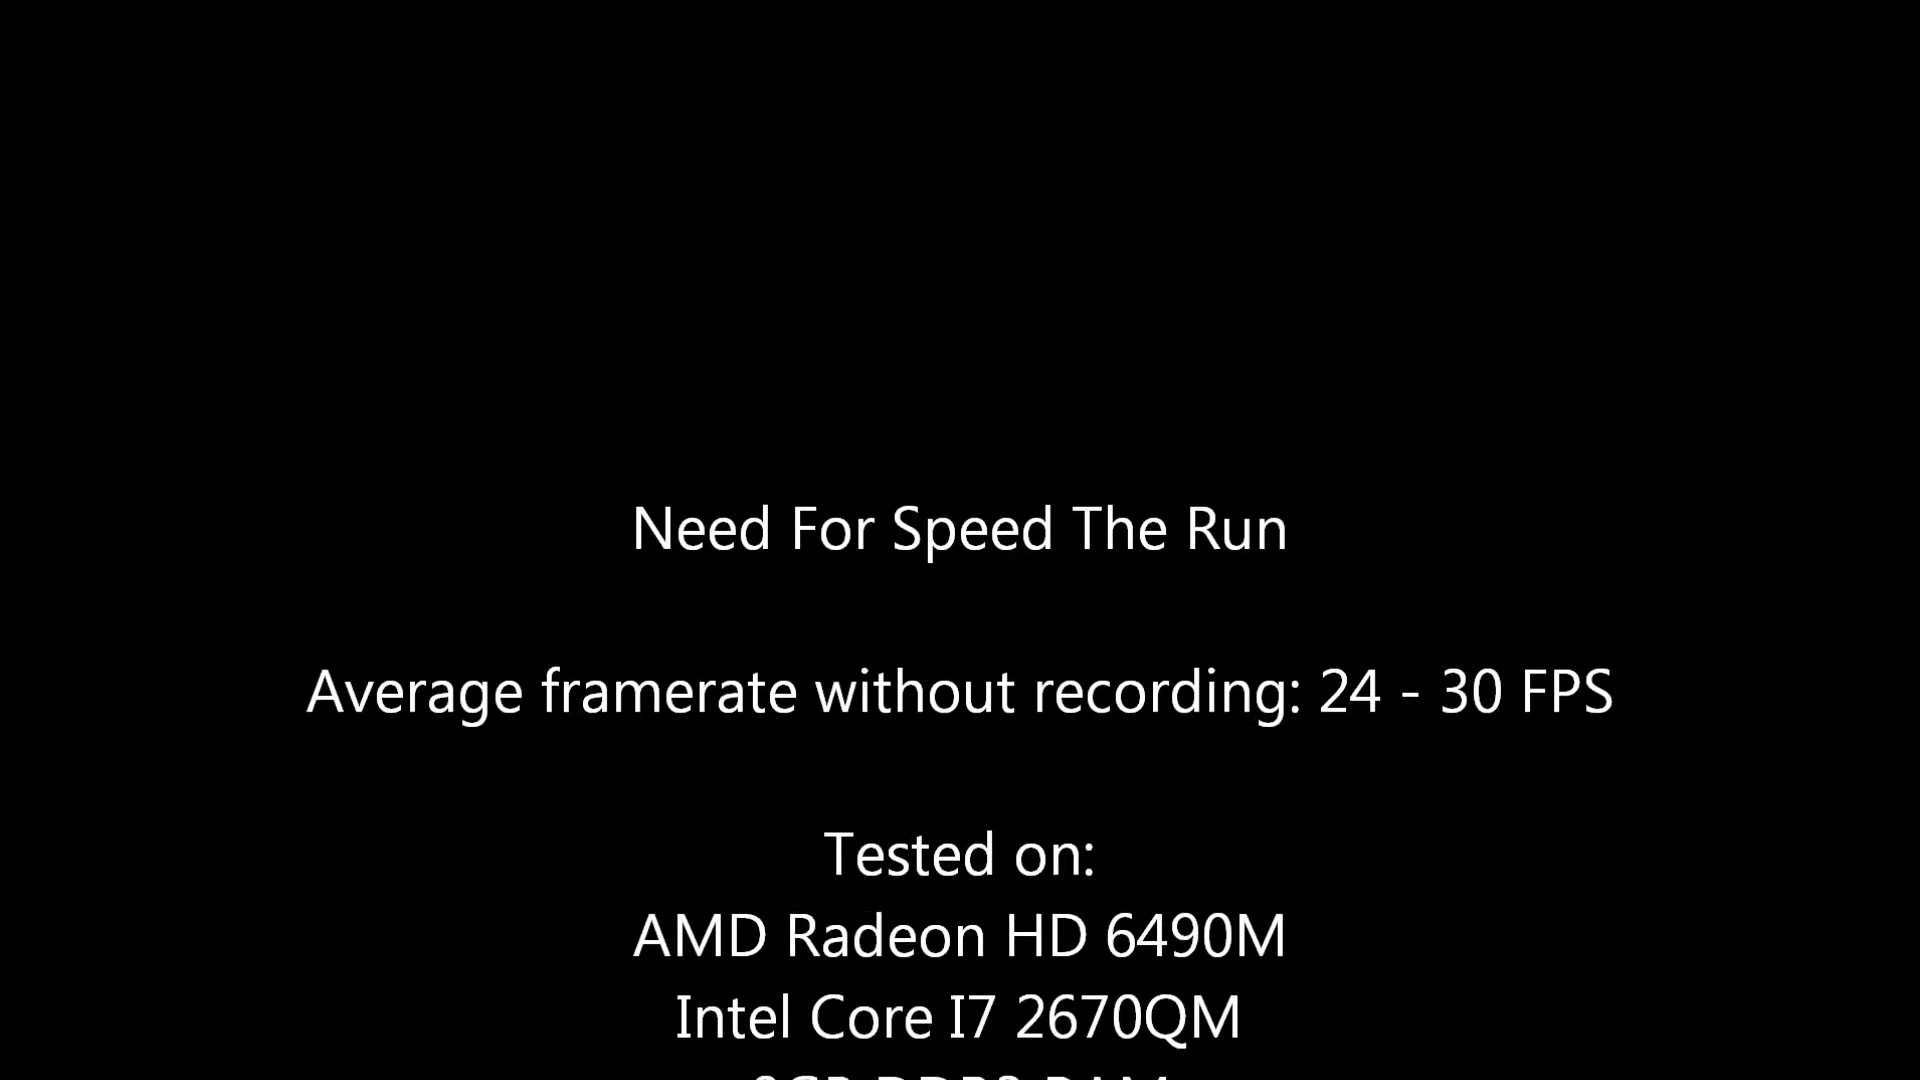 Need For Speed The Run
Average framerate without recording: 24 - 30 FPS
Tested on:
AMD Radeon HD 6490M
Intel Core I7 2670QM